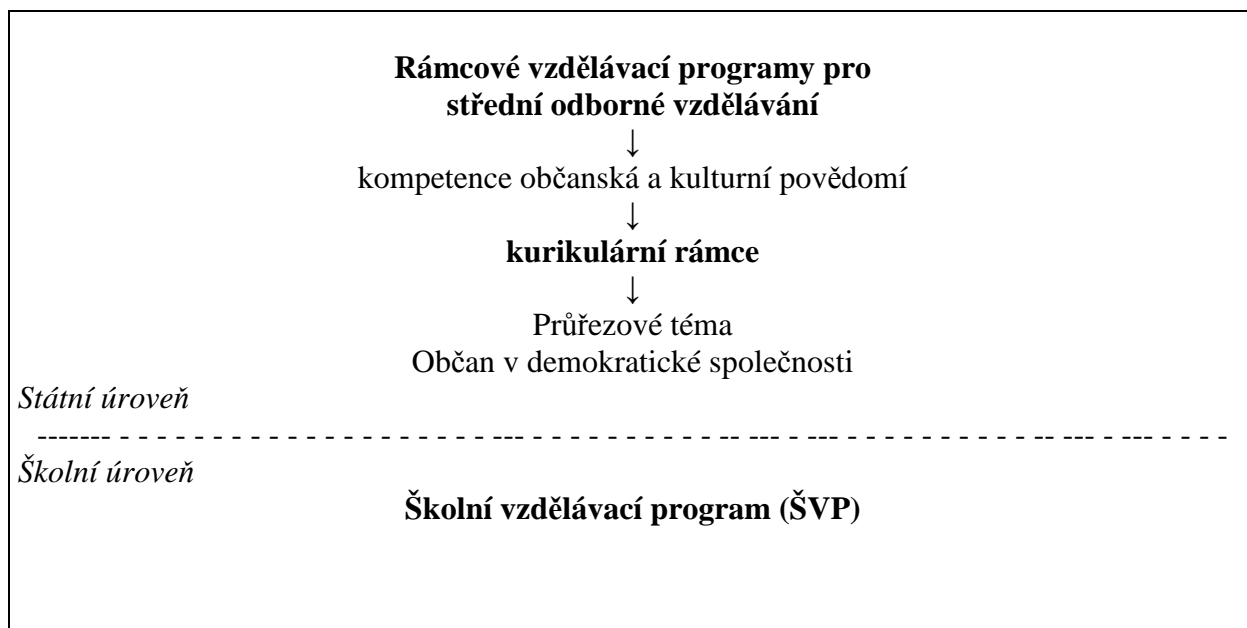 Rámcové vzdělávací programy pro
střední odborné vzdělávání
↓
kompetence občanská a kulturní povědomí
↓
kurikulární rámce
↓
Průřezové téma
Občan v demokratické společnosti
Státní úroveň
------- - - - - - - - - - - - - - - - - - - - - --- - - - - - - - - - - - -- --- - --- - - - - - - - - - - - -- --- - --- - - - -
Školní úroveň
Školní vzdělávací program (ŠVP)